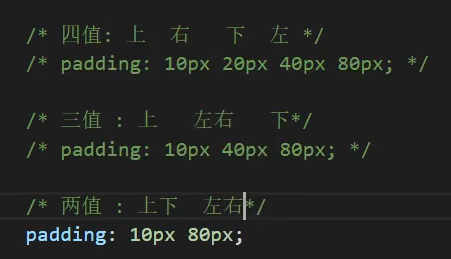 /* 四值: 上 右 下 左 */
/* padding: 10px 20px 40px 80px; */
/* 三值 : 上 左右 下*/
/* padding: 10px 40px 80px; */
/* 两值 : 上下 左右*/
padding: 10px 80px;